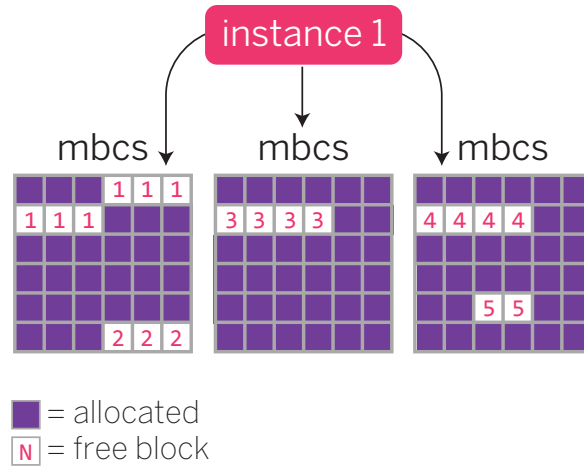 instance 1
mbcs mbcs mbcs
1 1 1
1 1 1 3 3 3 3 4 4 4 4
5 5
2 2 2
= allocated
N = free block